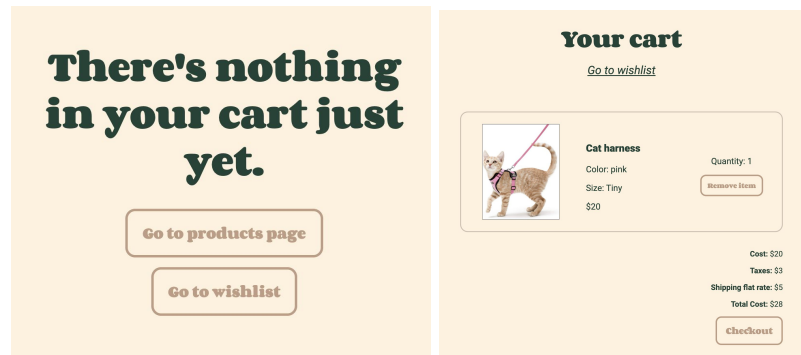 There's nothing
in your cart just
yet.
Go to products page
Go to wishlist
Your cart
Go to wishlist
Cat harness
Color: pink
Size: Tiny
$20
Quantity: 1
Remove item
Cost: $20
Taxes: $3
Shipping flat rate: $5
Total Cost: $28
Checkout